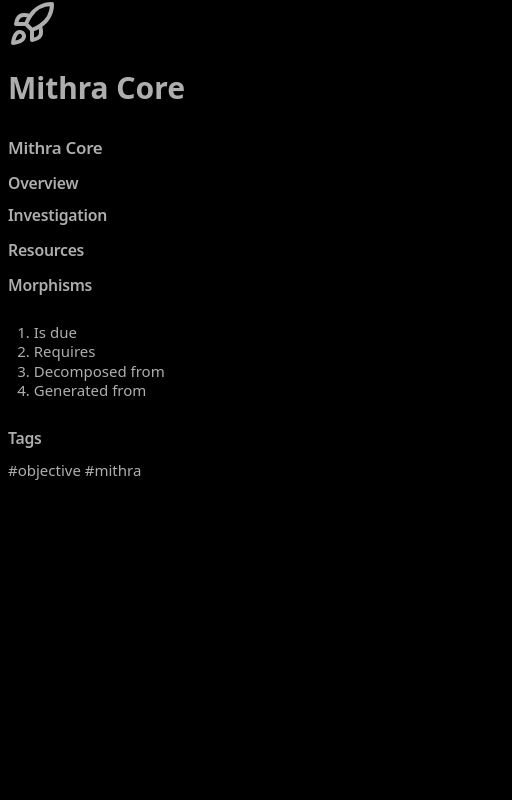 Mithra Core
Mithra Core
Overview
Investigation
Resources
Morphisms
1. Is due
2. Requires
3. Decomposed from
4. Generated from
Tags
#objective #mithra